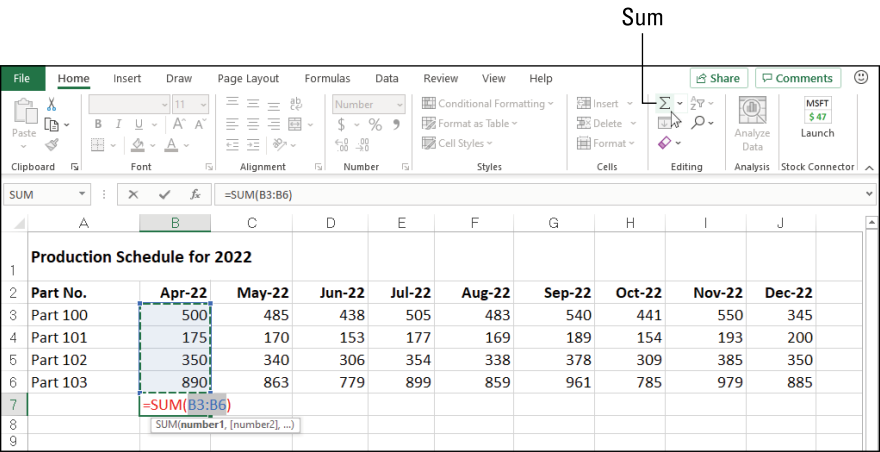 Sum
File Home Insert Draw Page Layout Formulas Data Review View Help Share Comments
11 Number Conditional Formatting Insert MSFT
Paste B I U A A $ % Format as Table Delete Analyze Data $ 47 Launch
Cell Styles Format
Clipboard Font Alignment Number Styles Cells Editing Analysis Stock Connector
SUM fx =SUM(B3:B6)
A B C D E F G H I J
1 Production Schedule for 2022
2 Part No. Apr-22 May-22 Jun-22 Jul-22 Aug-22 Sep-22 Oct-22 Nov-22 Dec-22
3 Part 100 500 485 438 505 483 540 441 550 345
4 Part 101 175 170 153 177 169 189 154 193 200
5 Part 102 350 340 306 354 338 378 309 385 350
6 Part 103 890 863 779 899 859 961 785 979 885
7 =SUM(B3:B6)
8 SUM(number1, [number2], ...)
9